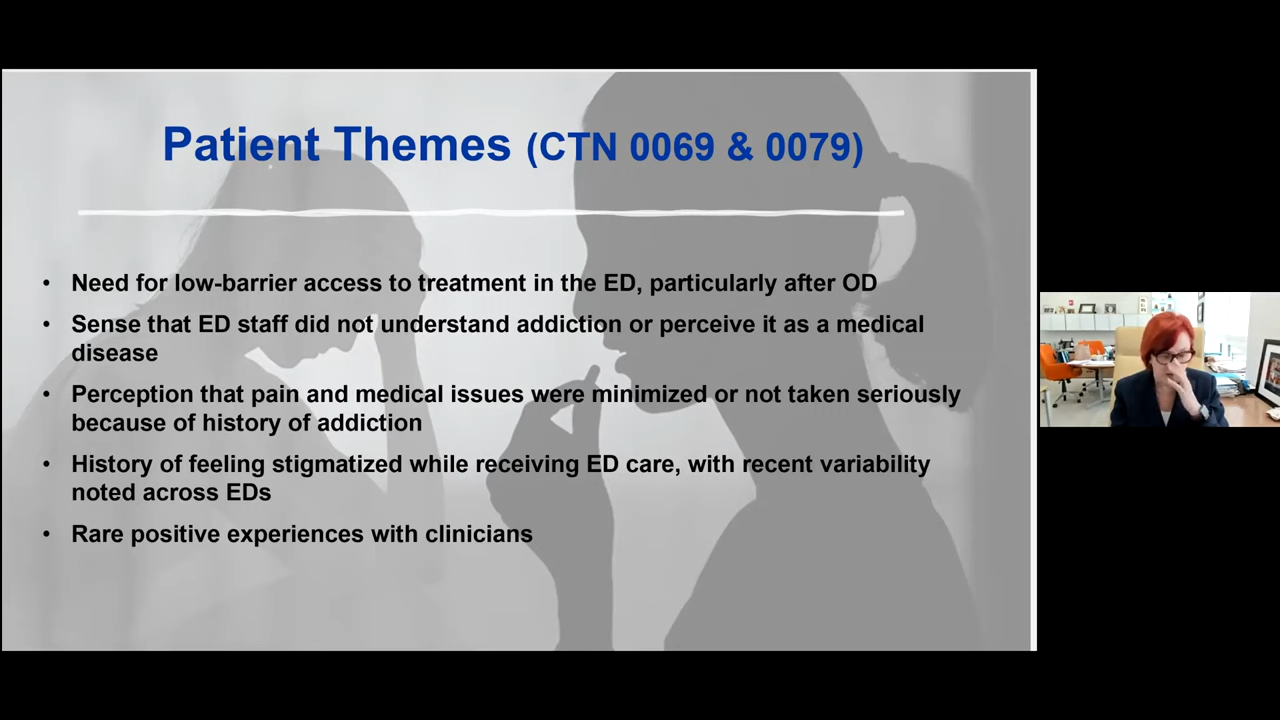 Patient Themes (CTN 0069 & 0079)
• Need for low-barrier access to treatment in the ED, particularly after OD
• Sense that ED staff did not understand addiction or perceive it as a medical
disease
• Perception that pain and medical issues were minimized or not taken seriously
because of history of addiction
• History of feeling stigmatized while receiving ED care, with recent variability
noted across EDs
• Rare positive experiences with clinicians